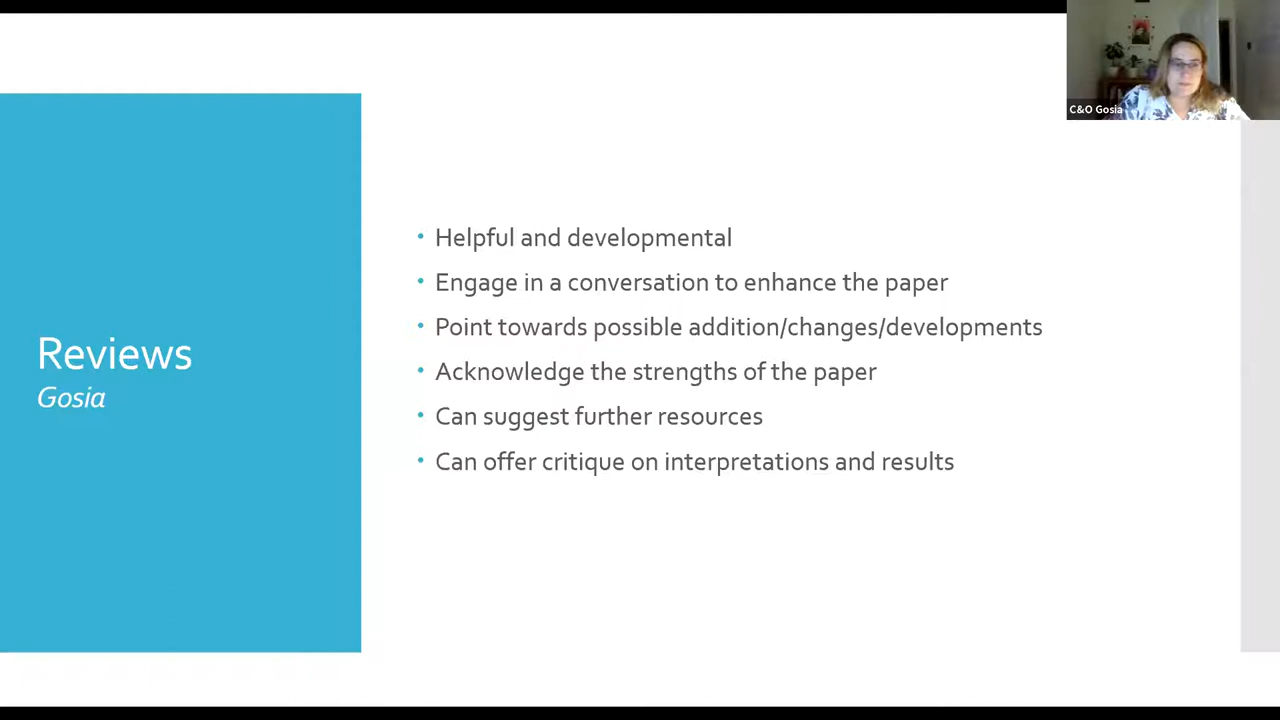 C&O Gosia
Reviews
Gosia
• Helpful and developmental
• Engage in a conversation to enhance the paper
• Point towards possible addition/changes/developments
• Acknowledge the strengths of the paper
• Can suggest further resources
• Can offer critique on interpretations and results